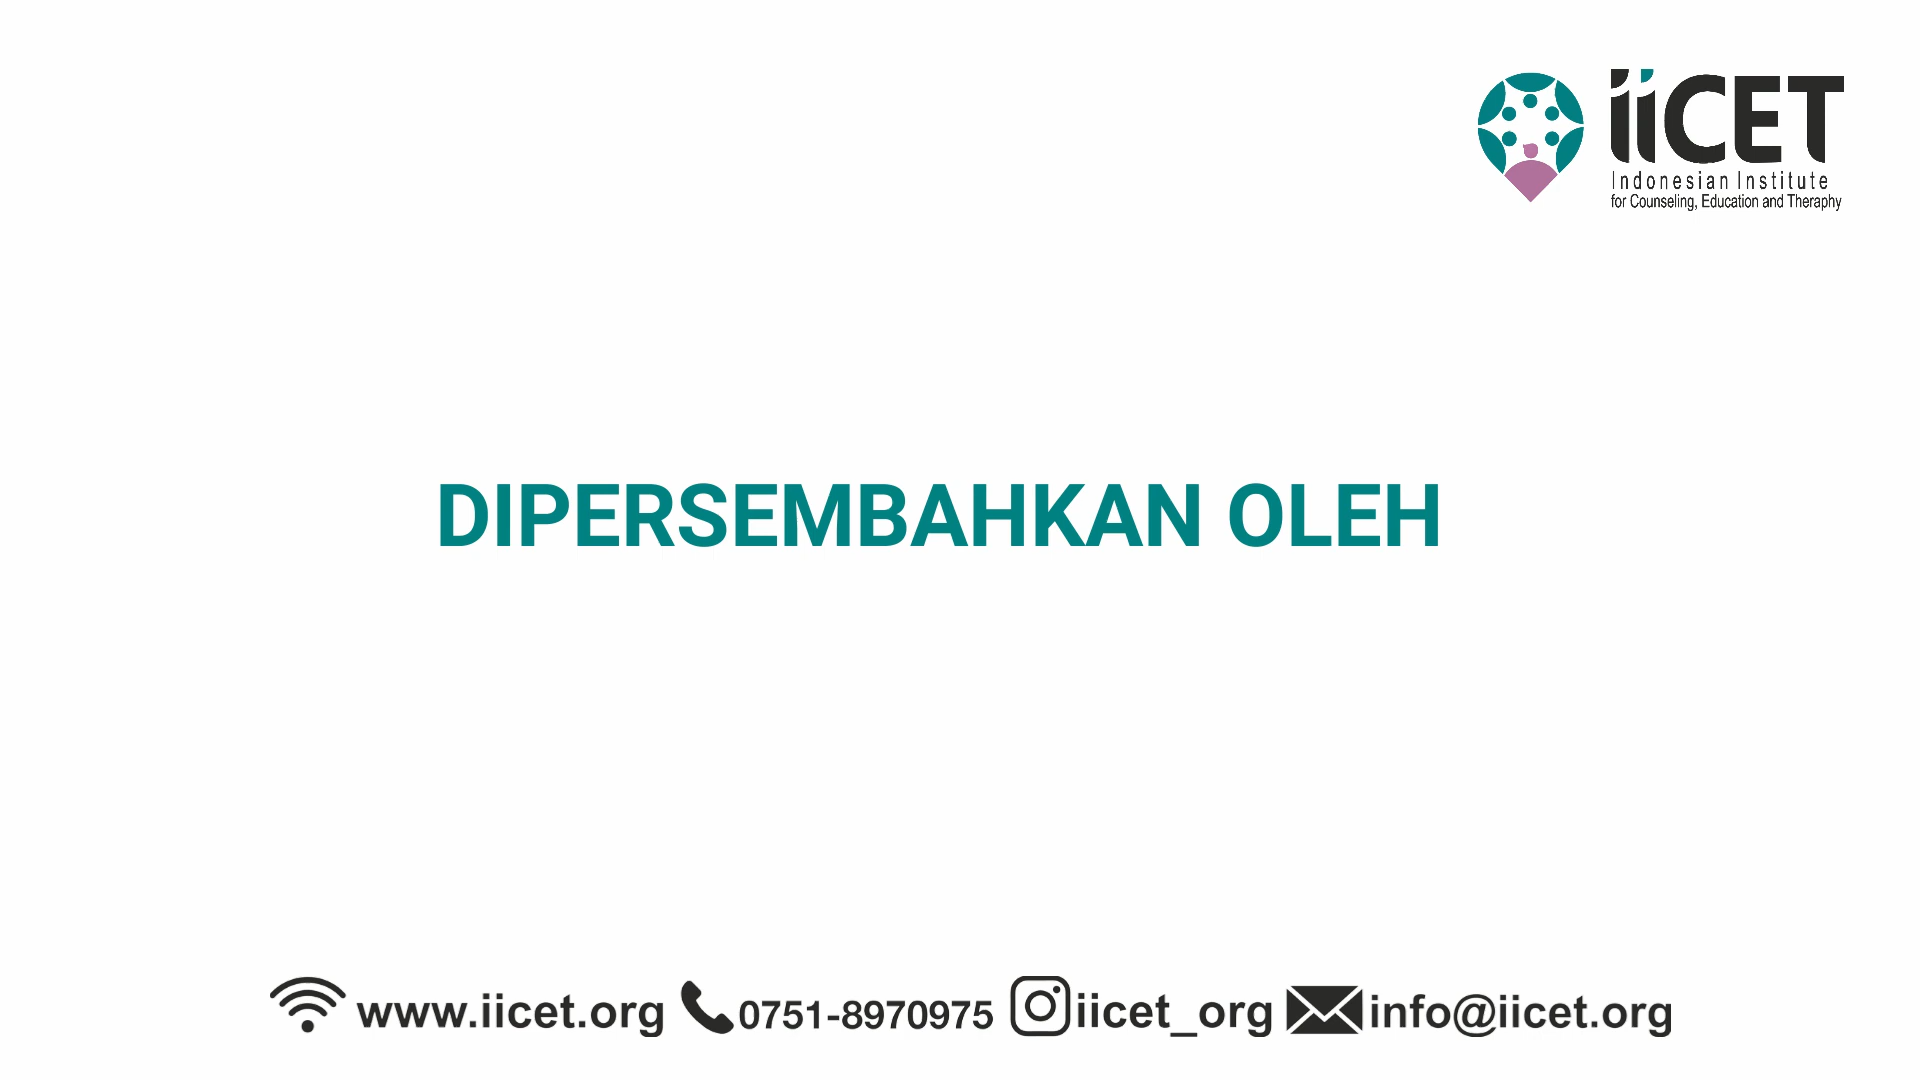 iiCET
Indonesian Institute
for Counseling, Education and Theraphy
DIPERSEMBAHKAN OLEH
www.iicet.org 0751-8970975 iicet_org info@iicet.org